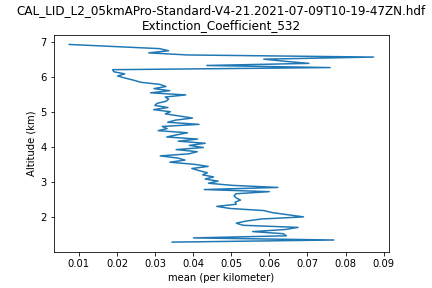 CAL_LID_L2_05kmAPro-Standard-V4-21.2021-07-09T10-19-47ZN.hdf
Extinction_Coefficient_532
7
6
5
4
3
2
Altitude (km)
0.01 0.02 0.03 0.04 0.05 0.06 0.07 0.08 0.09
mean (per kilometer)